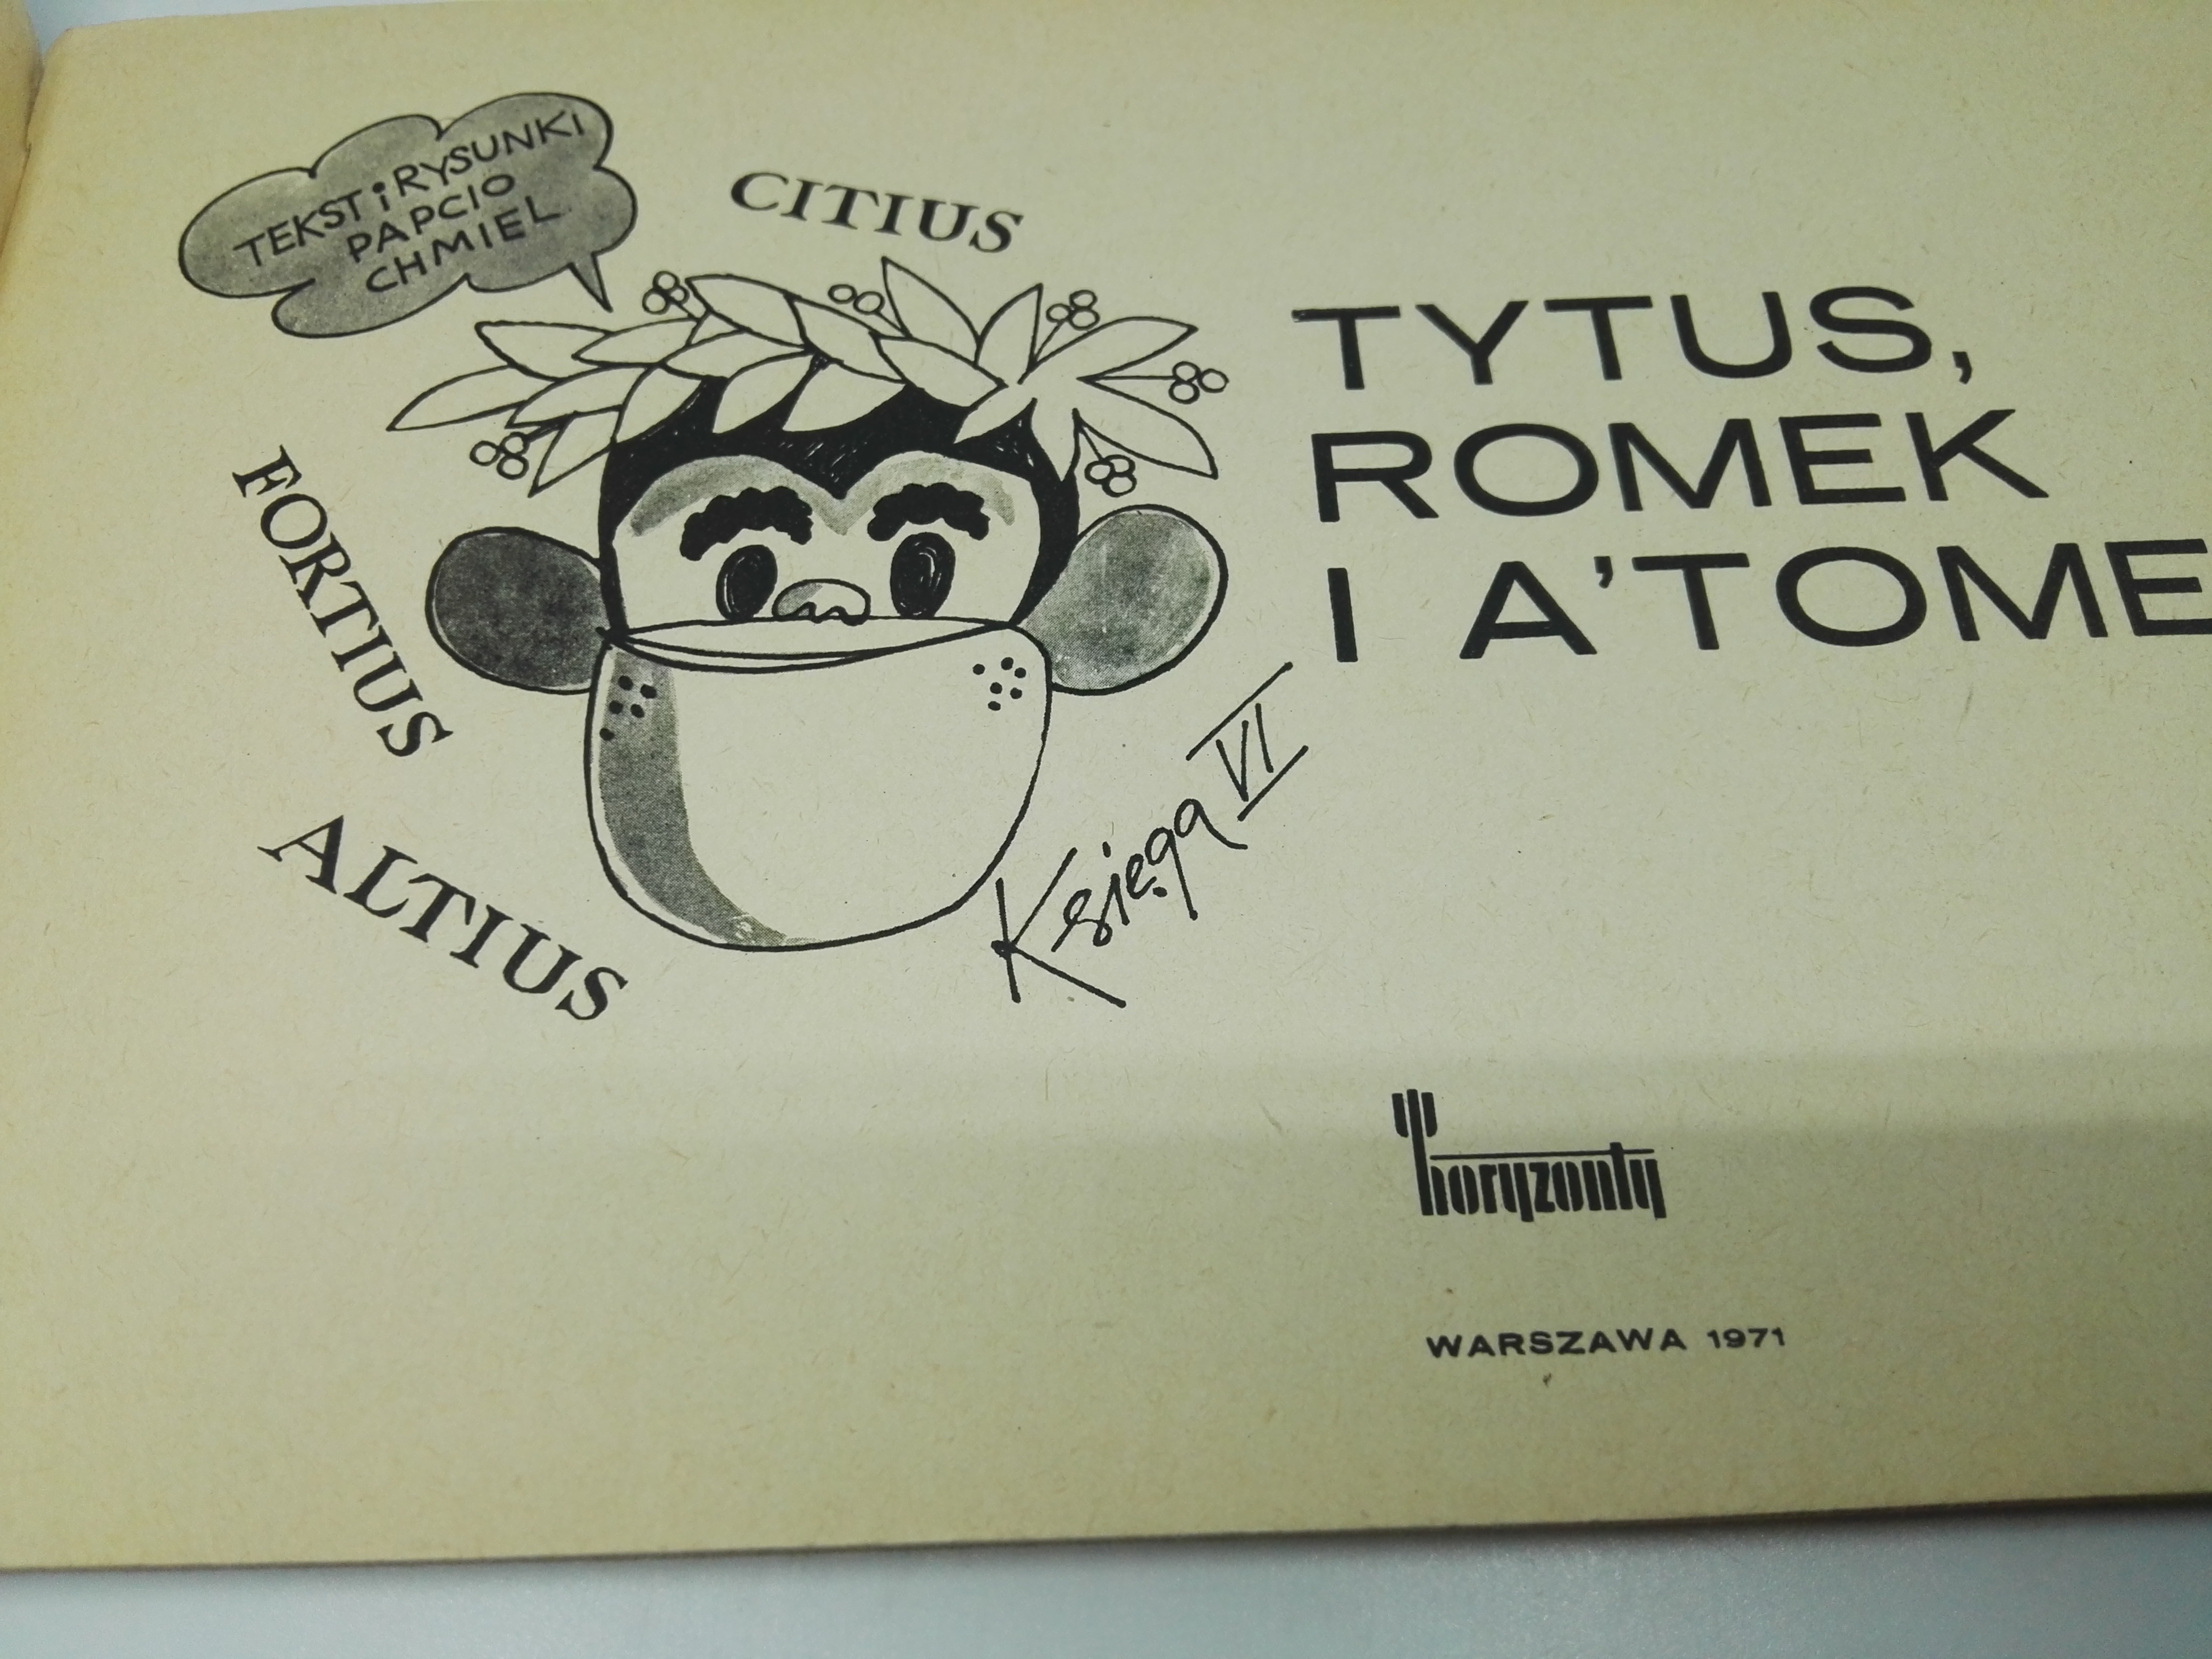 TEKST i RYSUNKI
PAPCIO
CHMIEL
CITIUS
FORTIUS
ALTIUS
Księga VI
TYTUS,
ROMEK
I A'TOME
horyzonty
WARSZAWA 1971